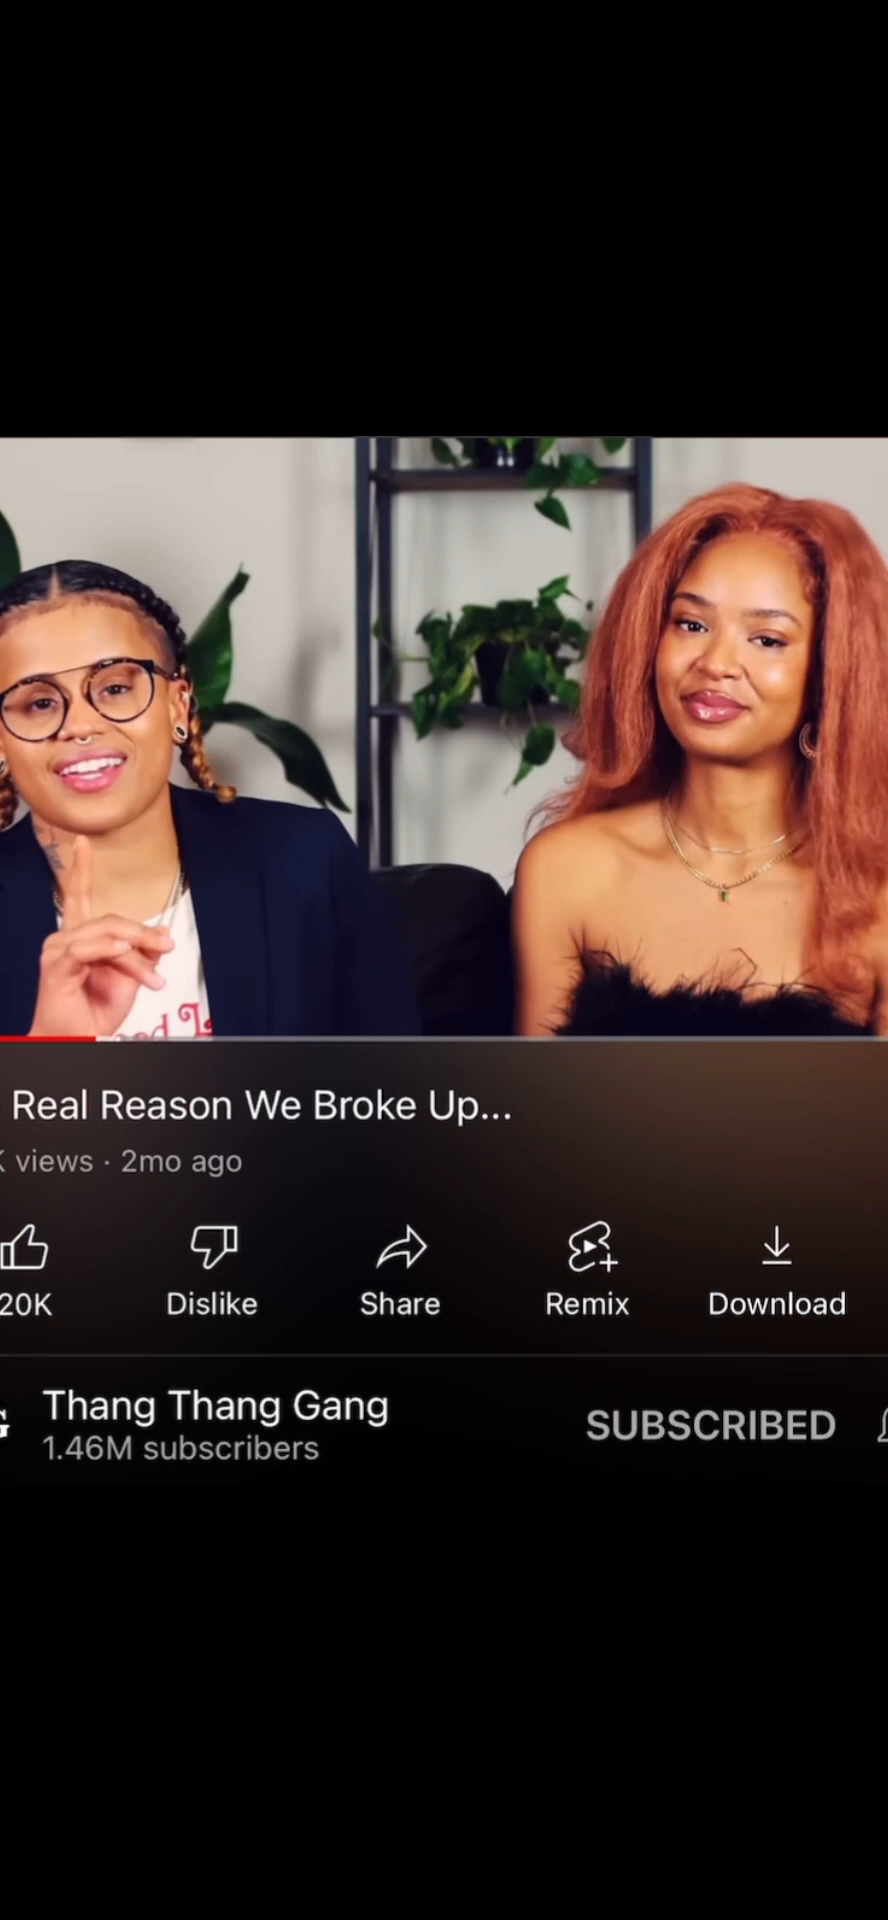 Real Reason We Broke Up...
K views · 2mo ago
20K
Dislike
Share
Remix
Download
Thang Thang Gang
1.46M subscribers
SUBSCRIBED